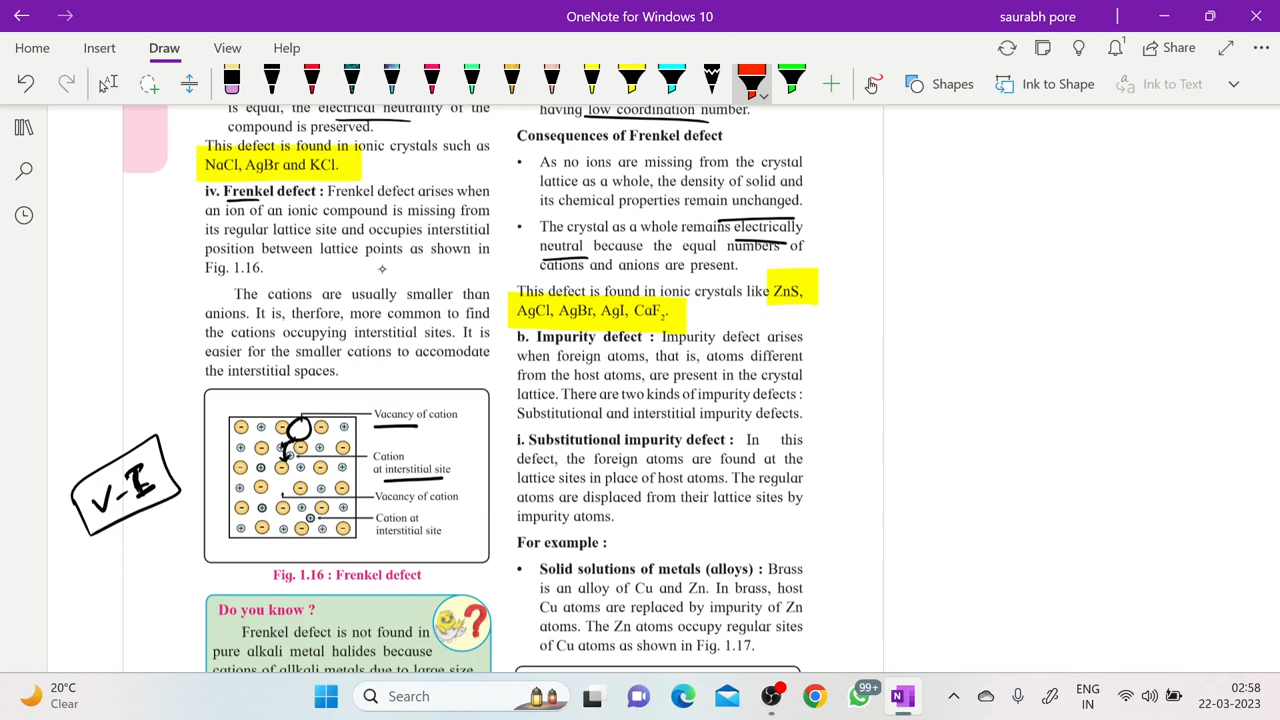 OneNote for Windows 10
saurabh pore
Home Insert Draw View Help
Share
Shapes
Ink to Shape
Ink to Text
is equal, the electrical neutrality of the
compound is preserved.
This defect is found in ionic crystals such as
NaCl, AgBr and KCl.
iv. Frenkel defect : Frenkel defect arises when
an ion of an ionic compound is missing from
its regular lattice site and occupies interstitial
position between lattice points as shown in
Fig. 1.16.
The cations are usually smaller than
anions. It is, therfore, more common to find
the cations occupying interstitial sites. It is
easier for the smaller cations to accomodate
the interstitial spaces.
Vacancy of cation
Cation
at interstitial site
Vacancy of cation
Cation at
interstitial site
V-I
Fig. 1.16 : Frenkel defect
Do you know ?
Frenkel defect is not found in
pure alkali metal halides because
cations of allkali metals due to large size
having low coordination number.
Consequences of Frenkel defect
• As no ions are missing from the crystal
lattice as a whole, the density of solid and
its chemical properties remain unchanged.
• The crystal as a whole remains electrically
neutral because the equal numbers of
cations and anions are present.
This defect is found in ionic crystals like ZnS,
AgCl, AgBr, AgI, CaF₂.
b. Impurity defect : Impurity defect arises
when foreign atoms, that is, atoms different
from the host atoms, are present in the crystal
lattice. There are two kinds of impurity defects :
Substitutional and interstitial impurity defects.
i. Substitutional impurity defect : In this
defect, the foreign atoms are found at the
lattice sites in place of host atoms. The regular
atoms are displaced from their lattice sites by
impurity atoms.
For example :
• Solid solutions of metals (alloys) : Brass
is an alloy of Cu and Zn. In brass, host
Cu atoms are replaced by impurity of Zn
atoms. The Zn atoms occupy regular sites
of Cu atoms as shown in Fig. 1.17.
20°C
Clear
Search
99+
ENG
IN
02:58
22-03-2023